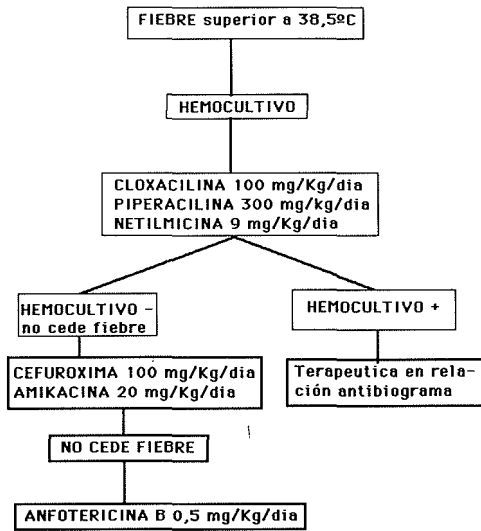 FIEBRE superior a 38,5ºC
HEMOCULTIVO
CLOXACILINA 100 mg/Kg/dia
PIPERACILINA 300 mg/Kg/dia
NETILMICINA 9 mg/Kg/dia
HEMOCULTIVO -
no cede fiebre
HEMOCULTIVO +
CEFUROXIMA 100 mg/Kg/dia
AMIKACINA 20 mg/Kg/dia
Terapeutica en rela-
ción antibiograma
NO CEDE FIEBRE
ANFOTERICINA B 0,5 mg/Kg/dia